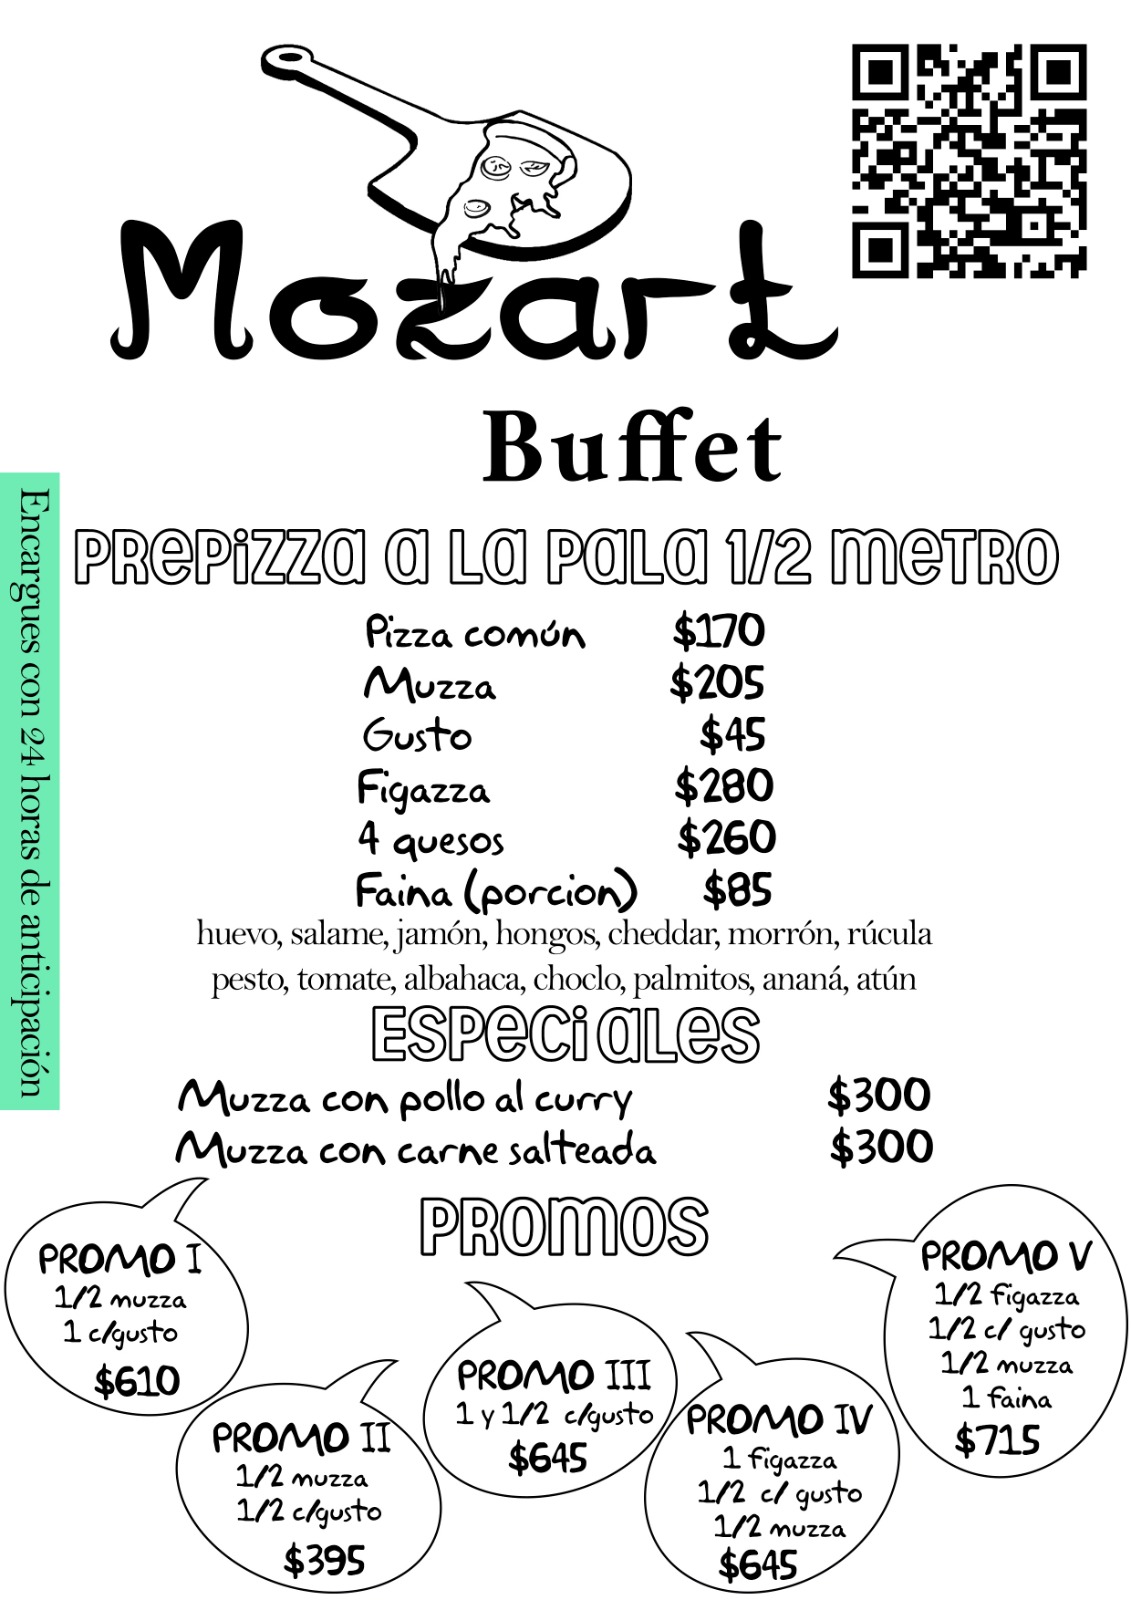 Mozart
Buffet
Encargues con 24 horas de anticipación
PREPIZZA A LA PALA 1/2 METRO
Pizza común $170
Muzza $205
Gusto $45
Figazza $280
4 quesos $260
Faina (porcion) $85
huevo, salame, jamón, hongos, cheddar, morrón, rúcula
pesto, tomate, albahaca, choclo, palmitos, ananá, atún
ESPECIALES
Muzza con pollo al curry $300
Muzza con carne salteada $300
PROMOS
PROMO I
1/2 muzza
1 c/gusto
$610
PROMO II
1/2 muzza
1/2 c/gusto
$395
PROMO III
1 y 1/2 c/gusto
$645
PROMO IV
1 figazza
1/2 c/ gusto
1/2 muzza
$645
PROMO V
1/2 figazza
1/2 c/ gusto
1/2 muzza
1 faina
$715